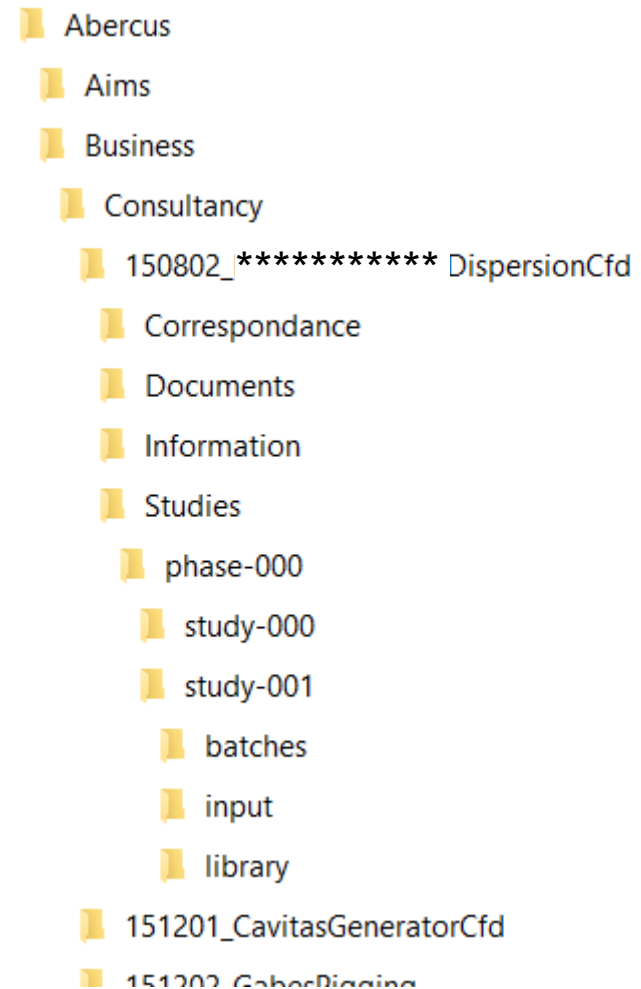 Abercus
Aims
Business
Consultancy
150802_*********** DispersionCfd
Correspondance
Documents
Information
Studies
phase-000
study-000
study-001
batches
input
library
151201_CavitasGeneratorCfd
151202_GabesPigging